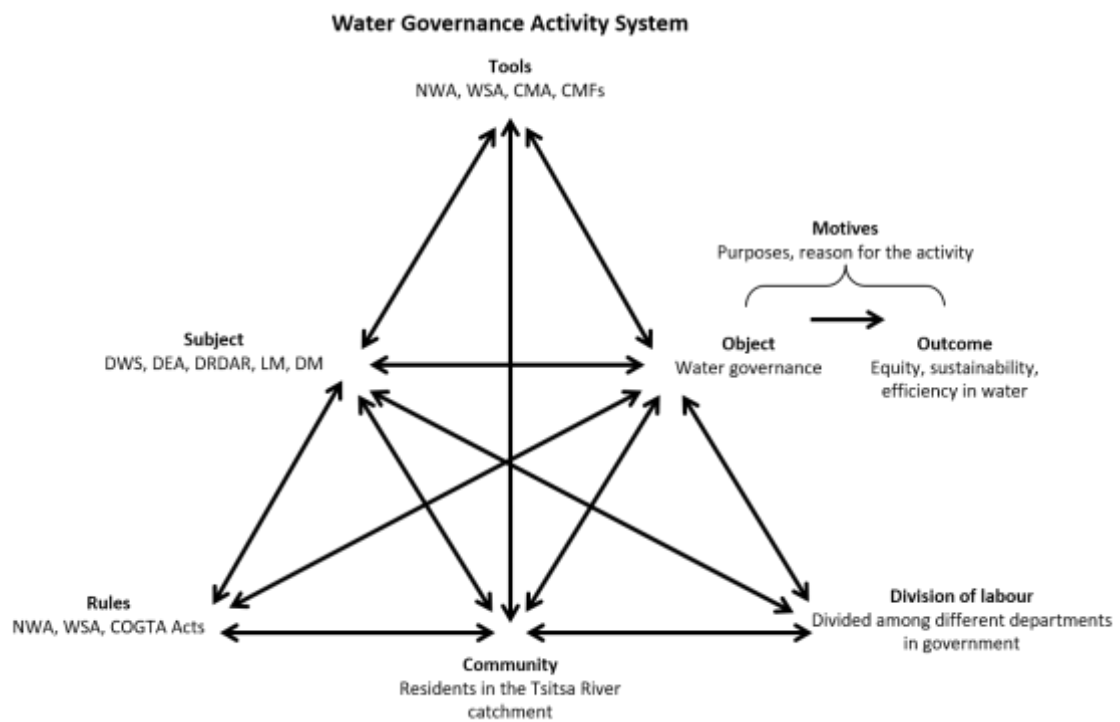 Water Governance Activity System
Tools
NWA, WSA, CMA, CMFs
Motives
Purposes, reason for the activity
Subject
DWS, DEA, DRDAR, LM, DM
Object
Water governance
Outcome
Equity, sustainability,
efficiency in water
Rules
NWA, WSA, COGTA Acts
Community
Residents in the Tsitsa River
catchment
Division of labour
Divided among different departments
in government